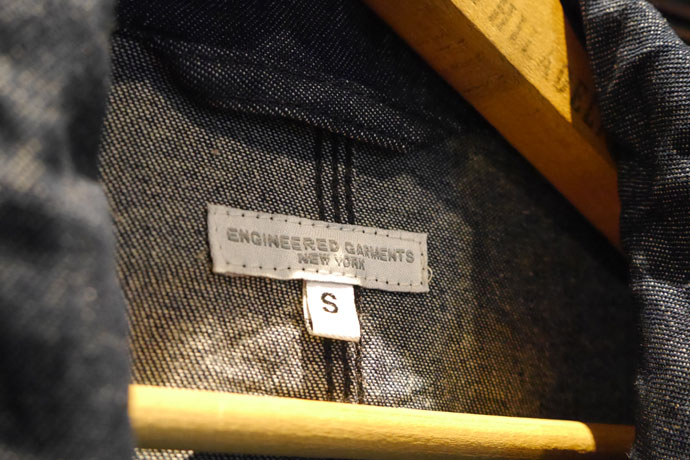 ENGINEERED GARMENTS
NEW YORK
S